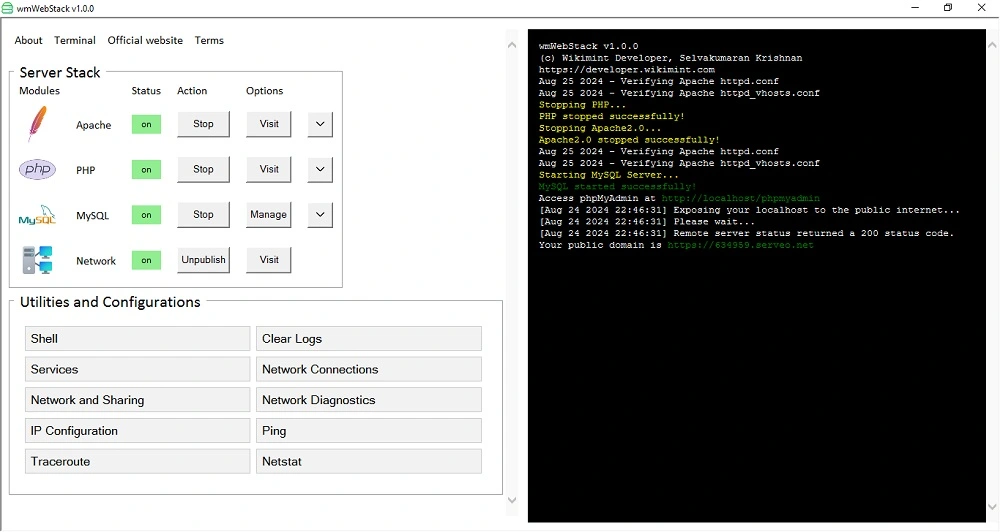 wmWebStack v1.0.0
About Terminal Official website Terms
Server Stack
Modules Status Action Options
Apache on Stop Visit
php PHP on Stop Visit
MySQL MySQL on Stop Manage
Network on Unpublish Visit
Utilities and Configurations
Shell Clear Logs
Services Network Connections
Network and Sharing Network Diagnostics
IP Configuration Ping
Traceroute Netstat
wmWebStack v1.0.0
(c) Wikimint Developer, Selvakumaran Krishnan
https://developer.wikimint.com
Aug 25 2024 - Verifying Apache httpd.conf
Aug 25 2024 - Verifying Apache httpd_vhosts.conf
Stopping PHP...
PHP stopped successfully!
Stopping Apache2.0...
Apache2.0 stopped successfully!
Aug 25 2024 - Verifying Apache httpd.conf
Aug 25 2024 - Verifying Apache httpd_vhosts.conf
Starting MySQL Server...
MySQL started successfully!
Access phpMyAdmin at http://localhost/phpmyadmin
[Aug 24 2024 22:46:31] Exposing your localhost to the public internet...
[Aug 24 2024 22:46:31] Please wait...
[Aug 24 2024 22:46:31] Remote server status returned a 200 status code.
Your public domain is https://634989.serveo.net